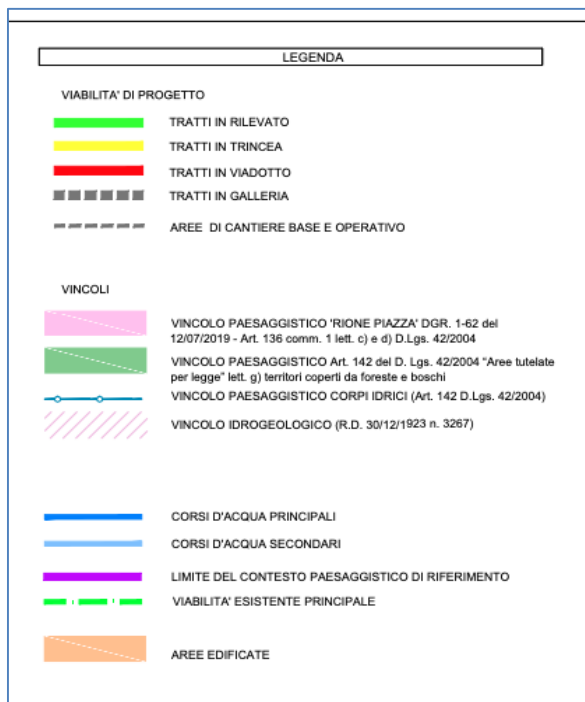 LEGENDA
VIABILITA' DI PROGETTO
TRATTI IN RILEVATO
TRATTI IN TRINCEA
TRATTI IN VIADOTTO
TRATTI IN GALLERIA
AREE DI CANTIERE BASE E OPERATIVO
VINCOLI
VINCOLO PAESAGGISTICO 'RIONE PIAZZA' DGR. 1-62 del
12/07/2019 - Art. 136 comm. 1 lett. c) e d) D.Lgs. 42/2004
VINCOLO PAESAGGISTICO Art. 142 del D. Lgs. 42/2004 "Aree tutelate
per legge" lett. g) territori coperti da foreste e boschi
VINCOLO PAESAGGISTICO CORPI IDRICI (Art. 142 D.Lgs. 42/2004)
VINCOLO IDROGEOLOGICO (R.D. 30/12/1923 n. 3267)
CORSI D'ACQUA PRINCIPALI
CORSI D'ACQUA SECONDARI
LIMITE DEL CONTESTO PAESAGGISTICO DI RIFERIMENTO
VIABILITA' ESISTENTE PRINCIPALE
AREE EDIFICATE